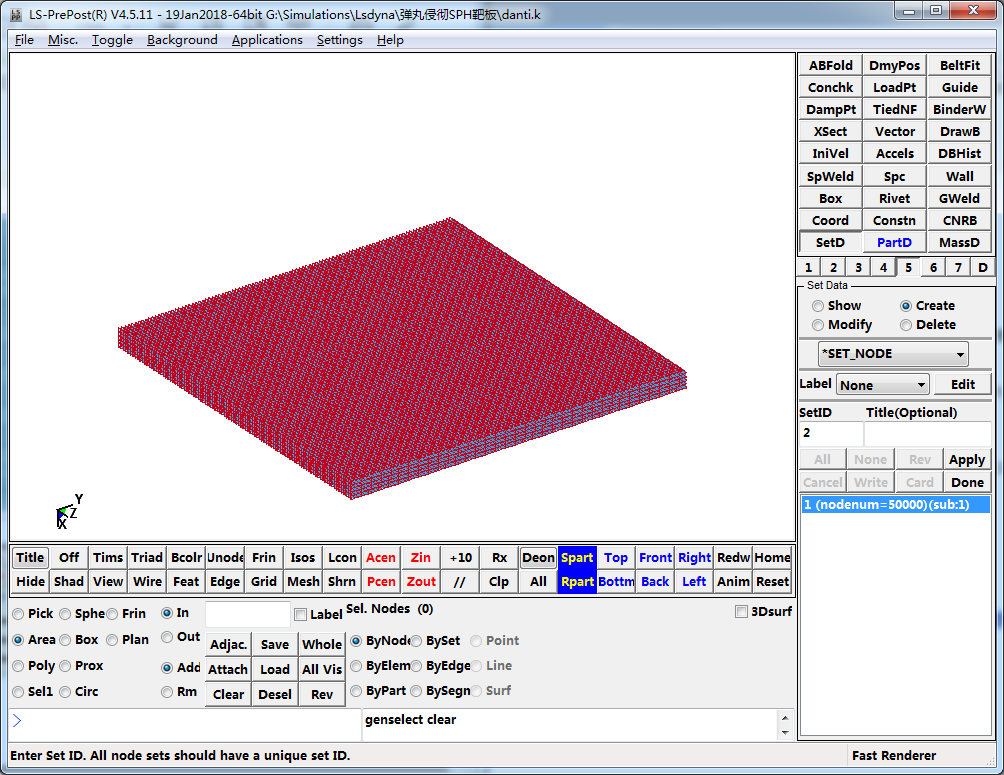 LS-PrePost(R) V4.5.11 - 19Jan2018-64bit G:\Simulations\Lsdyna\弹丸侵彻SPH靶板\danti.k
File Misc. Toggle Background Applications Settings Help
ABFold DmyPos BeltFit
Conchk LoadPt Guide
DampPt TiedNF BinderW
XSect Vector DrawB
IniVel Accels DBHist
SpWeld Spc Wall
Box Rivet GWeld
Coord Constn CNRB
SetD PartD MassD
1 2 3 4 5 6 7 D
Set Data
Show Create
Modify Delete
*SET_NODE
Label None Edit
SetID Title(Optional)
2
All None Rev Apply
Cancel Write Card Done
1 (nodenum=50000)(sub:1)
Y
Z
X
Title Off Tims Triad Bcolr Unode Frin Isos Lcon Acen Zin +10 Rx Deon Spart Top Front Right Redw Home
Hide Shad View Wire Feat Edge Grid Mesh Shrn Pcen Zout // Clp All Rpart Bottm Back Left Anim Reset
Pick Sphe Frin In Label Sel. Nodes (0) 3Dsurf
Area Box Plan Out Adjac. Save Whole ByNode BySet Point
Poly Prox Add Attach Load All Vis ByElem ByEdge Line
Sel1 Circ Rm Clear Desel Rev ByPart BySegn Surf
> genselect clear
Enter Set ID. All node sets should have a unique set ID. Fast Renderer